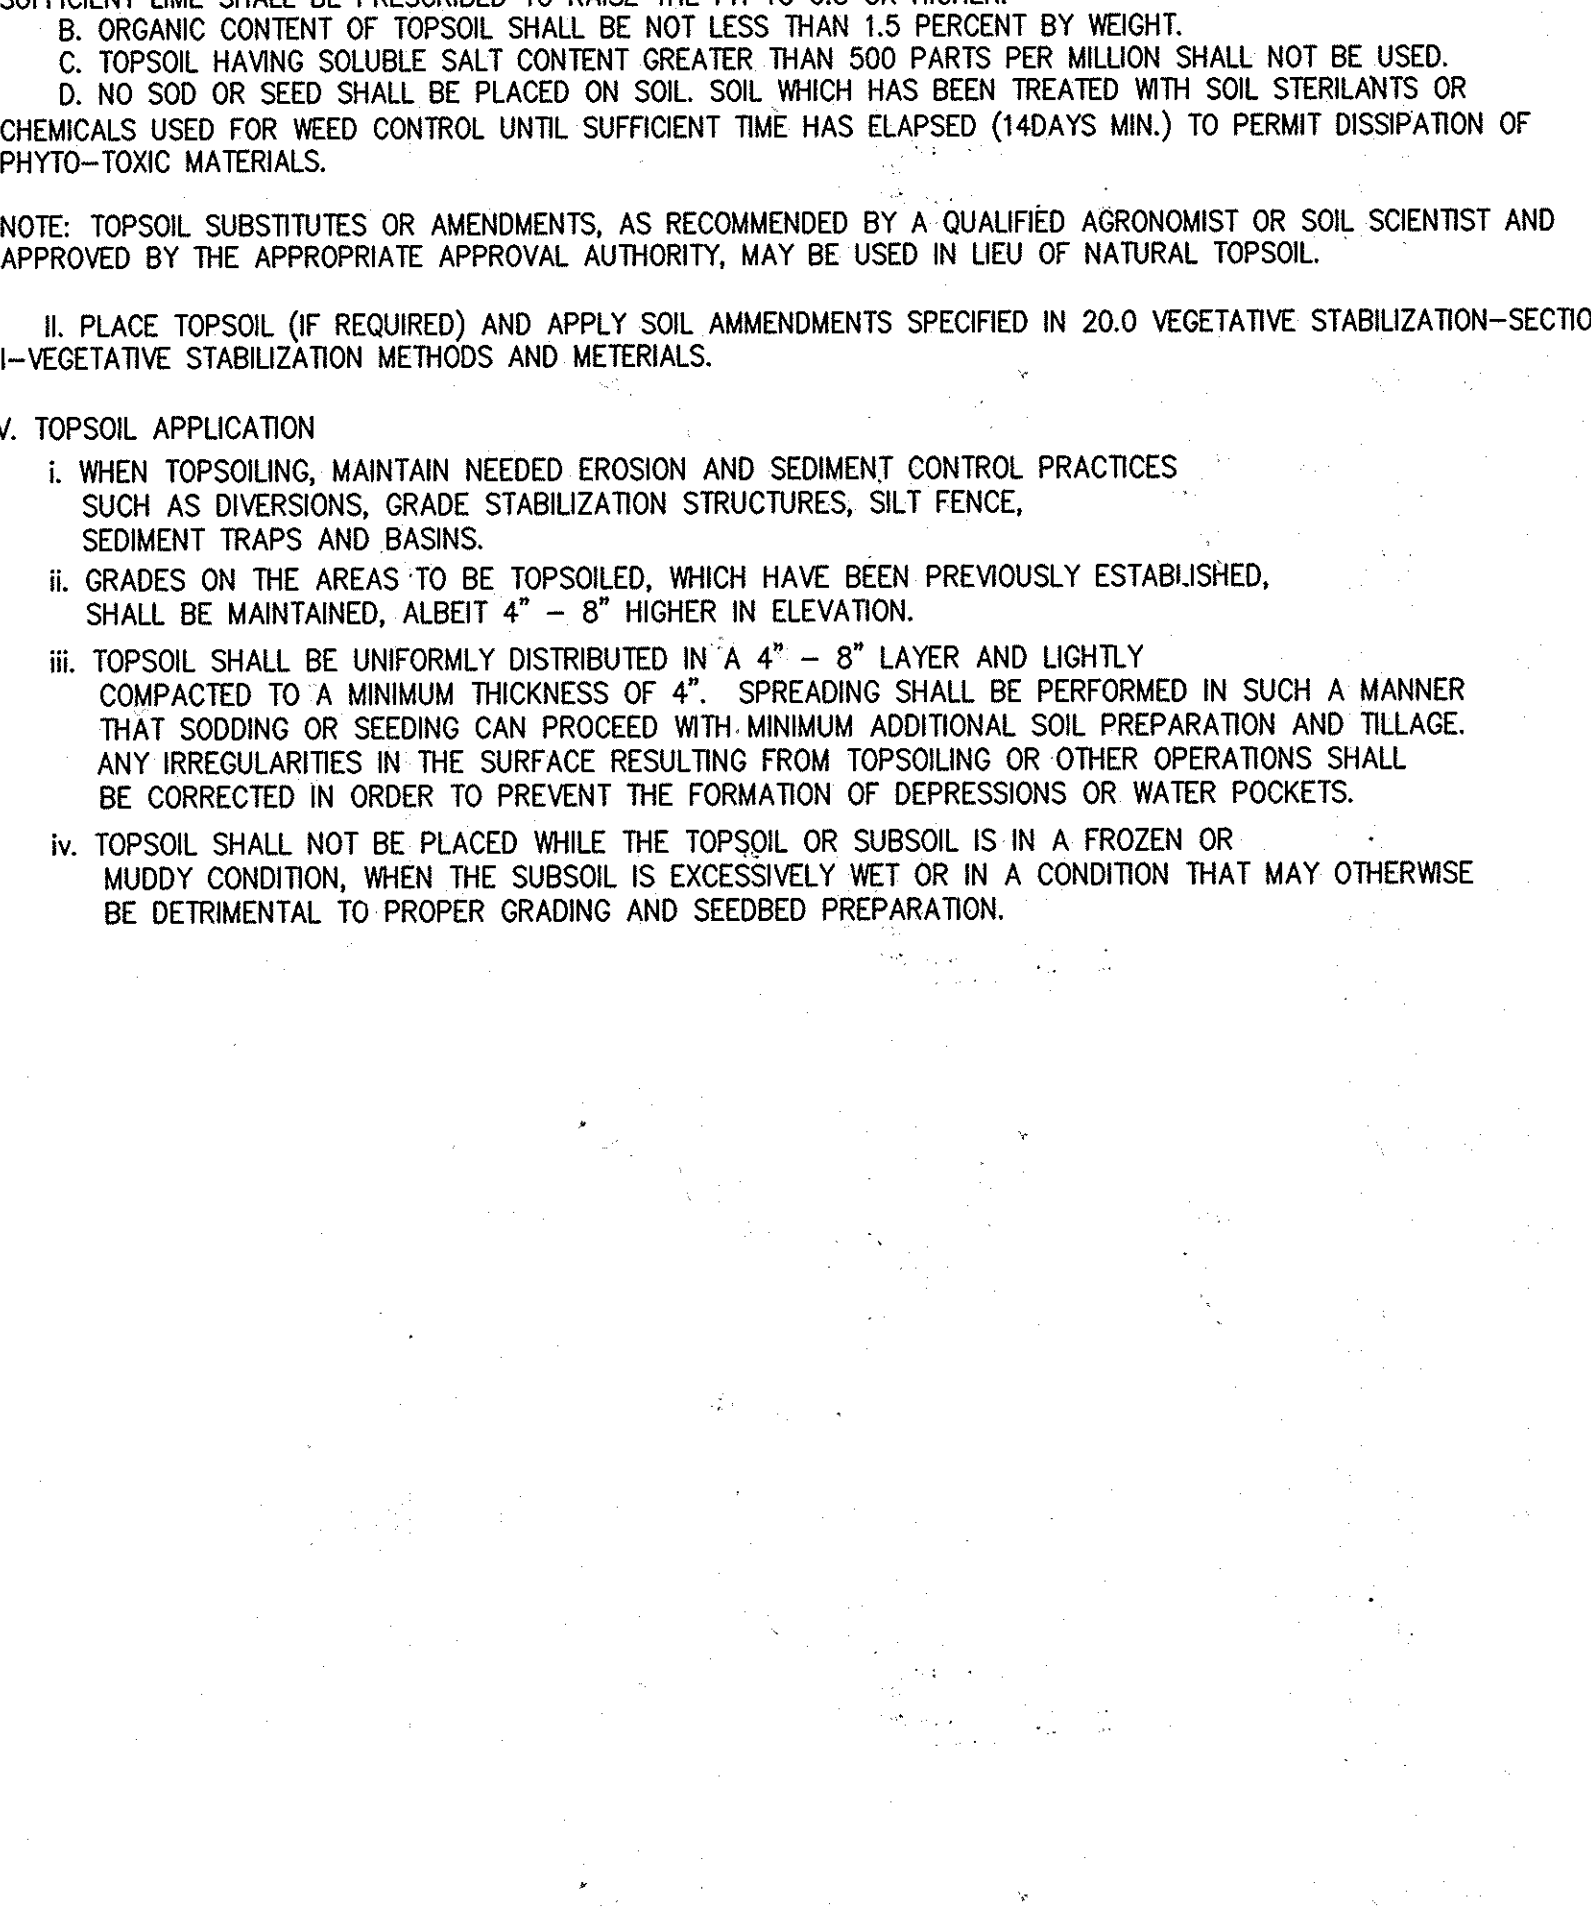 SUFFICIENT LIME SHALL BE PRESCRIBED TO RAISE THE PH TO OR HIGHER.
B. ORGANIC CONTENT OF TOPSOIL SHALL BE NOT LESS THAN 1.5 PERCENT BY WEIGHT.
C. TOPSOIL HAVING SOLUBLE SALT CONTENT GREATER THAN 500 PARTS PER MILLION SHALL NOT BE USED.
D. NO SOD OR SEED SHALL BE PLACED ON SOIL. SOIL WHICH HAS BEEN TREATED WITH SOIL STERILANTS OR
CHEMICALS USED FOR WEED CONTROL UNTIL SUFFICIENT TIME HAS ELAPSED (14DAYS MIN.) TO PERMIT DISSIPATION OF
PHYTO-TOXIC MATERIALS.
NOTE: TOPSOIL SUBSTITUTES OR AMENDMENTS, AS RECOMMENDED BY A QUALIFIED AGRONOMIST OR SOIL SCIENTIST AND
APPROVED BY THE APPROPRIATE APPROVAL AUTHORITY, MAY BE USED IN LIEU OF NATURAL TOPSOIL.
II. PLACE TOPSOIL (IF REQUIRED) AND APPLY SOIL AMMENDMENTS SPECIFIED IN 20.0 VEGETATIVE STABILIZATION-SECTIO
I-VEGETATIVE STABILIZATION METHODS AND METERIALS.
V. TOPSOIL APPLICATION
i. WHEN TOPSOILING, MAINTAIN NEEDED EROSION AND SEDIMENT CONTROL PRACTICES
SUCH AS DIVERSIONS, GRADE STABILIZATION STRUCTURES, SILT FENCE,
SEDIMENT TRAPS AND BASINS.
ii. GRADES ON THE AREAS TO BE TOPSOILED, WHICH HAVE BEEN PREVIOUSLY ESTABLISHED,
SHALL BE MAINTAINED, ALBEIT 4" - 8" HIGHER IN ELEVATION.
iii. TOPSOIL SHALL BE UNIFORMLY DISTRIBUTED IN A 4" - 8" LAYER AND LIGHTLY
COMPACTED TO A MINIMUM THICKNESS OF 4". SPREADING SHALL BE PERFORMED IN SUCH A MANNER
THAT SODDING OR SEEDING CAN PROCEED WITH MINIMUM ADDITIONAL SOIL PREPARATION AND TILLAGE.
ANY IRREGULARITIES IN THE SURFACE RESULTING FROM TOPSOILING OR OTHER OPERATIONS SHALL
BE CORRECTED IN ORDER TO PREVENT THE FORMATION OF DEPRESSIONS OR WATER POCKETS.
iv. TOPSOIL SHALL NOT BE PLACED WHILE THE TOPSOIL OR SUBSOIL IS IN A FROZEN OR
MUDDY CONDITION, WHEN THE SUBSOIL IS EXCESSIVELY WET OR IN A CONDITION THAT MAY OTHERWISE
BE DETRIMENTAL TO PROPER GRADING AND SEEDBED PREPARATION.